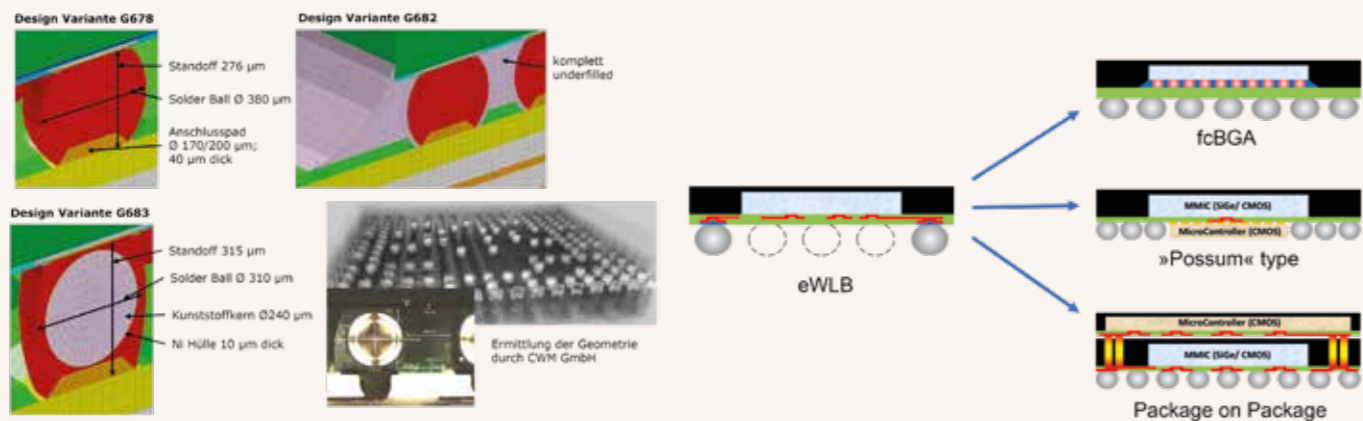 Design Variante G678
Standoff 276 µm
Solder Ball Ø 380 µm
Anschlusspad
Ø 170/200 µm;
40 µm dick
Design Variante G682
komplett
underfilled
Design Variante G683
Standoff 315 µm
Solder Ball Ø 310 µm
Kunststoffkern Ø240 µm
Ni Hülle 10 µm dick
Ermittlung der Geometrie
durch CWM GmbH
eWLB
fcBGA
MMIC (SiGe/ CMOS)
MicroController (CMOS)
»Possum« type
MicroController (CMOS)
MMIC (SiGe/ CMOS)
Package on Package